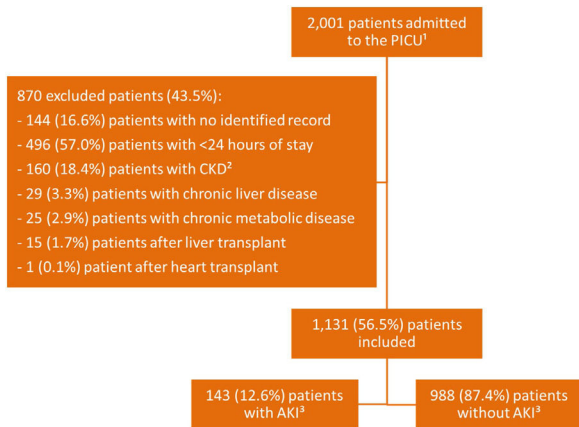 2,001 patients admitted
to the PICU¹
870 excluded patients (43.5%):
- 144 (16.6%) patients with no identified record
- 496 (57.0%) patients with <24 hours of stay
- 160 (18.4%) patients with CKD²
- 29 (3.3%) patients with chronic liver disease
- 25 (2.9%) patients with chronic metabolic disease
- 15 (1.7%) patients after liver transplant
- 1 (0.1%) patient after heart transplant
1,131 (56.5%) patients
included
143 (12.6%) patients
with AKI³
988 (87.4%) patients
without AKI³